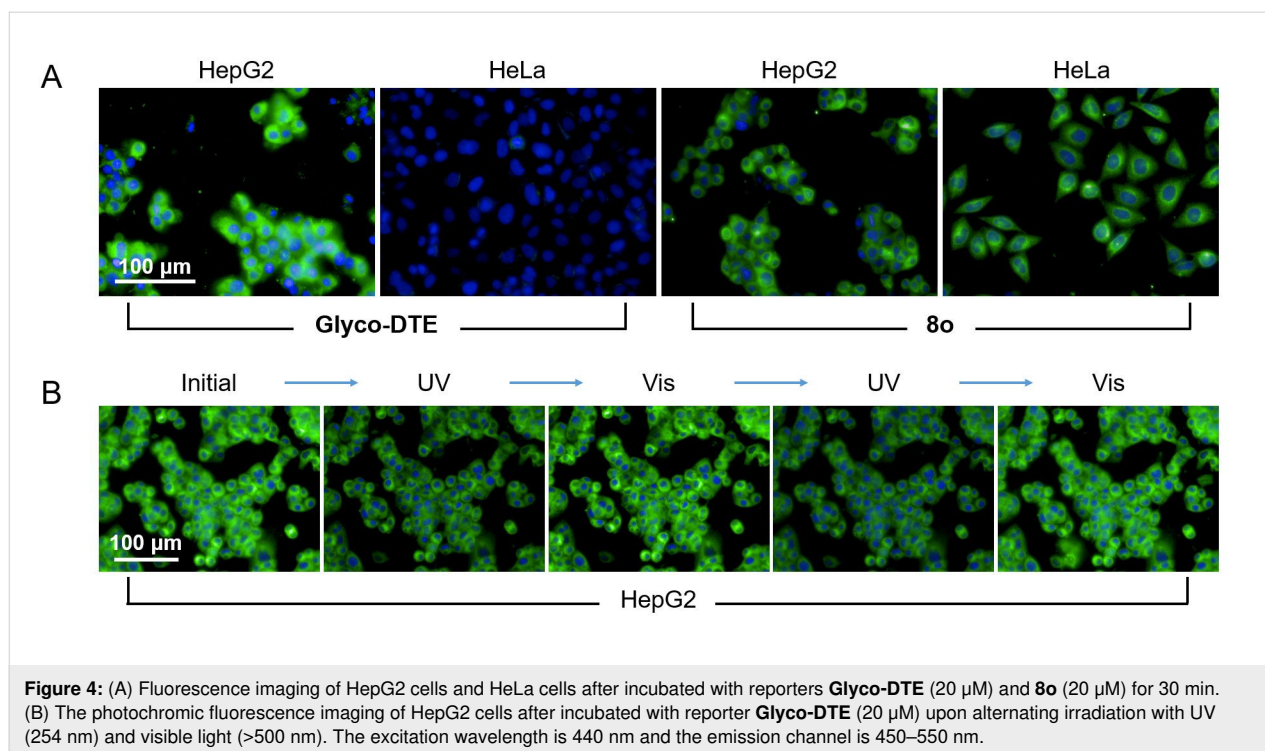 A
HepG2 HeLa HepG2 HeLa
100 µm
Glyco-DTE 8o
B
Initial UV Vis UV Vis
100 µm
HepG2
Figure 4: (A) Fluorescence imaging of HepG2 cells and HeLa cells after incubated with reporters Glyco-DTE (20 µM) and 8o (20 µM) for 30 min.
(B) The photochromic fluorescence imaging of HepG2 cells after incubated with reporter Glyco-DTE (20 µM) upon alternating irradiation with UV
(254 nm) and visible light (>500 nm). The excitation wavelength is 440 nm and the emission channel is 450–550 nm.